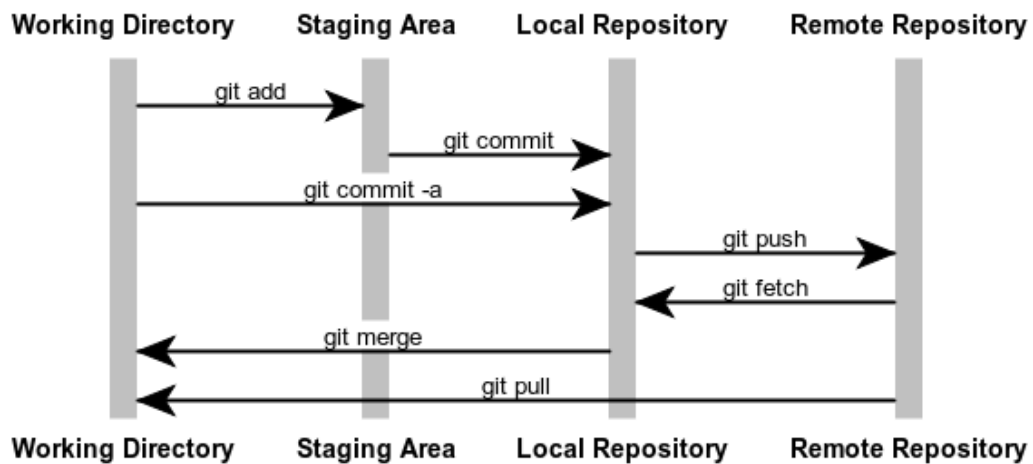 Working Directory Staging Area Local Repository Remote Repository
git add
git commit
git commit -a
git push
git fetch
git merge
git pull
Working Directory Staging Area Local Repository Remote Repository